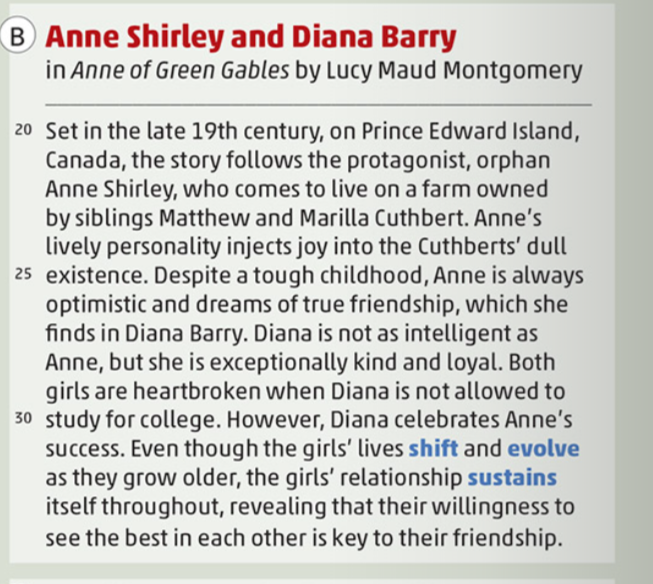 B Anne Shirley and Diana Barry
in Anne of Green Gables by Lucy Maud Montgomery
20 Set in the late 19th century, on Prince Edward Island,
Canada, the story follows the protagonist, orphan
Anne Shirley, who comes to live on a farm owned
by siblings Matthew and Marilla Cuthbert. Anne's
lively personality injects joy into the Cuthberts' dull
25 existence. Despite a tough childhood, Anne is always
optimistic and dreams of true friendship, which she
finds in Diana Barry. Diana is not as intelligent as
Anne, but she is exceptionally kind and loyal. Both
girls are heartbroken when Diana is not allowed to
30 study for college. However, Diana celebrates Anne's
success. Even though the girls' lives shift and evolve
as they grow older, the girls' relationship sustains
itself throughout, revealing that their willingness to
see the best in each other is key to their friendship.